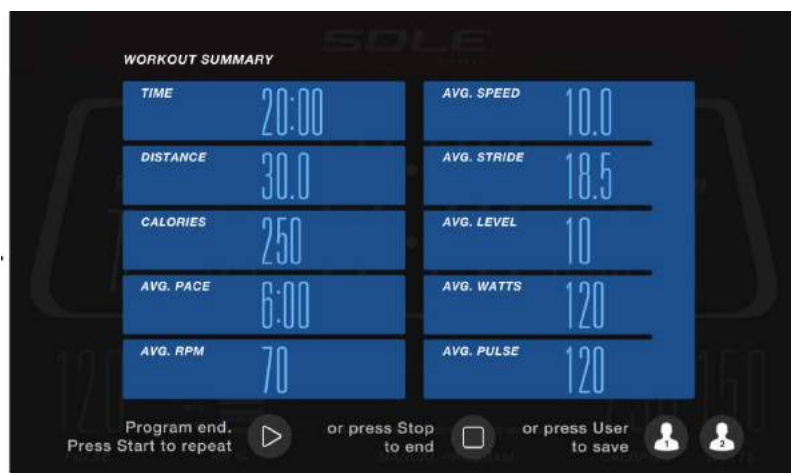 SOLE
WORKOUT SUMMARY
TIME 20:00
AVG. SPEED 10.0
DISTANCE 30.0
AVG. STRIDE 18.5
CALORIES 250
AVG. LEVEL 10
AVG. PACE 6:00
AVG. WATTS 120
AVG. RPM 70
AVG. PULSE 120
Program end.
Press Start to repeat
or press Stop
to end
or press User
to save
1
2